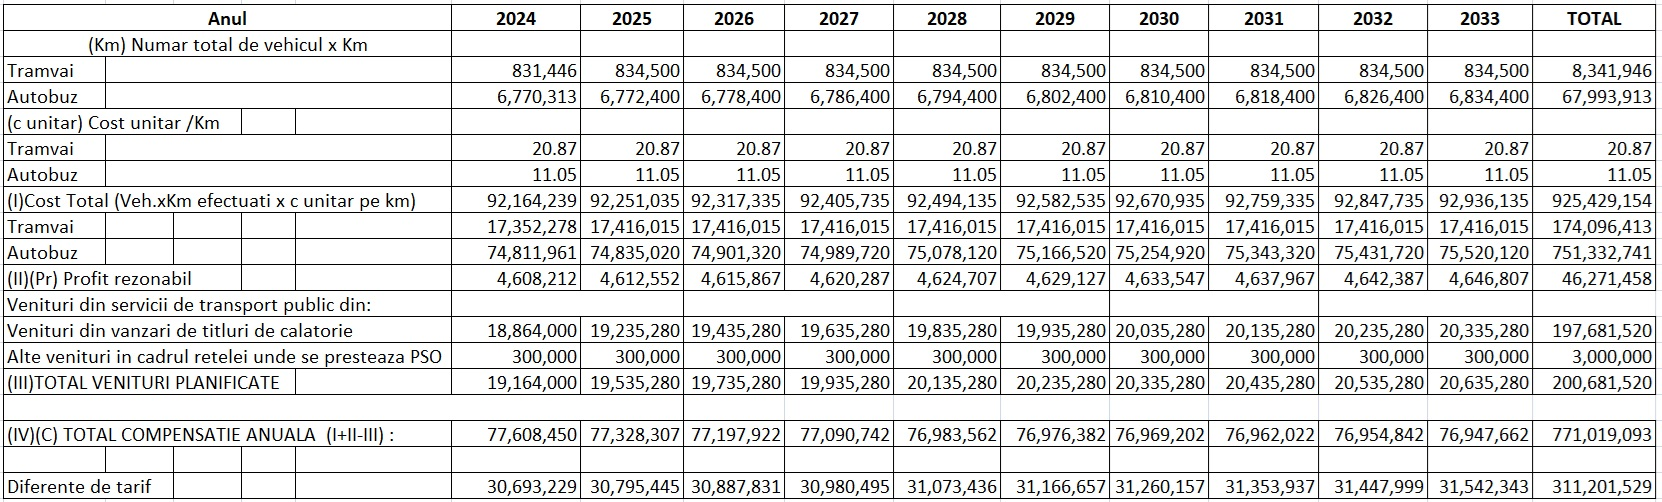 Anul 2024 2025 2026 2027 2028 2029 2030 2031 2032 2033 TOTAL
(Km) Numar total de vehicul x Km
Tramvai 831,446 834,500 834,500 834,500 834,500 834,500 834,500 834,500 834,500 834,500 8,341,946
Autobuz 6,770,313 6,772,400 6,778,400 6,786,400 6,794,400 6,802,400 6,810,400 6,818,400 6,826,400 6,834,400 67,993,913
(c unitar) Cost unitar /Km
Tramvai 20.87 20.87 20.87 20.87 20.87 20.87 20.87 20.87 20.87 20.87 20.87
Autobuz 11.05 11.05 11.05 11.05 11.05 11.05 11.05 11.05 11.05 11.05 11.05
(I)Cost Total (Veh.xKm efectuati x c unitar pe km) 92,164,239 92,251,035 92,317,335 92,405,735 92,494,135 92,582,535 92,670,935 92,759,335 92,847,735 92,936,135 925,429,154
Tramvai 17,352,278 17,416,015 17,416,015 17,416,015 17,416,015 17,416,015 17,416,015 17,416,015 17,416,015 17,416,015 174,096,413
Autobuz 74,811,961 74,835,020 74,901,320 74,989,720 75,078,120 75,166,520 75,254,920 75,343,320 75,431,720 75,520,120 751,332,741
(II)(Pr) Profit rezonabil 4,608,212 4,612,552 4,615,867 4,620,287 4,624,707 4,629,127 4,633,547 4,637,967 4,642,387 4,646,807 46,271,458
Venituri din servicii de transport public din:
Venituri din vanzari de titluri de calatorie 18,864,000 19,235,280 19,435,280 19,635,280 19,835,280 19,935,280 20,035,280 20,135,280 20,235,280 20,335,280 197,681,520
Alte venituri in cadrul retelei unde se presteaza PSO 300,000 300,000 300,000 300,000 300,000 300,000 300,000 300,000 300,000 300,000 3,000,000
(III)TOTAL VENITURI PLANIFICATE 19,164,000 19,535,280 19,735,280 19,935,280 20,135,280 20,235,280 20,335,280 20,435,280 20,535,280 20,635,280 200,681,520
(IV)(C) TOTAL COMPENSATIE ANUALA (I+II-III) : 77,608,450 77,328,307 77,197,922 77,090,742 76,983,562 76,976,382 76,969,202 76,962,022 76,954,842 76,947,662 771,019,093
Diferente de tarif 30,693,229 30,795,445 30,887,831 30,980,495 31,073,436 31,166,657 31,260,157 31,353,937 31,447,999 31,542,343 311,201,529